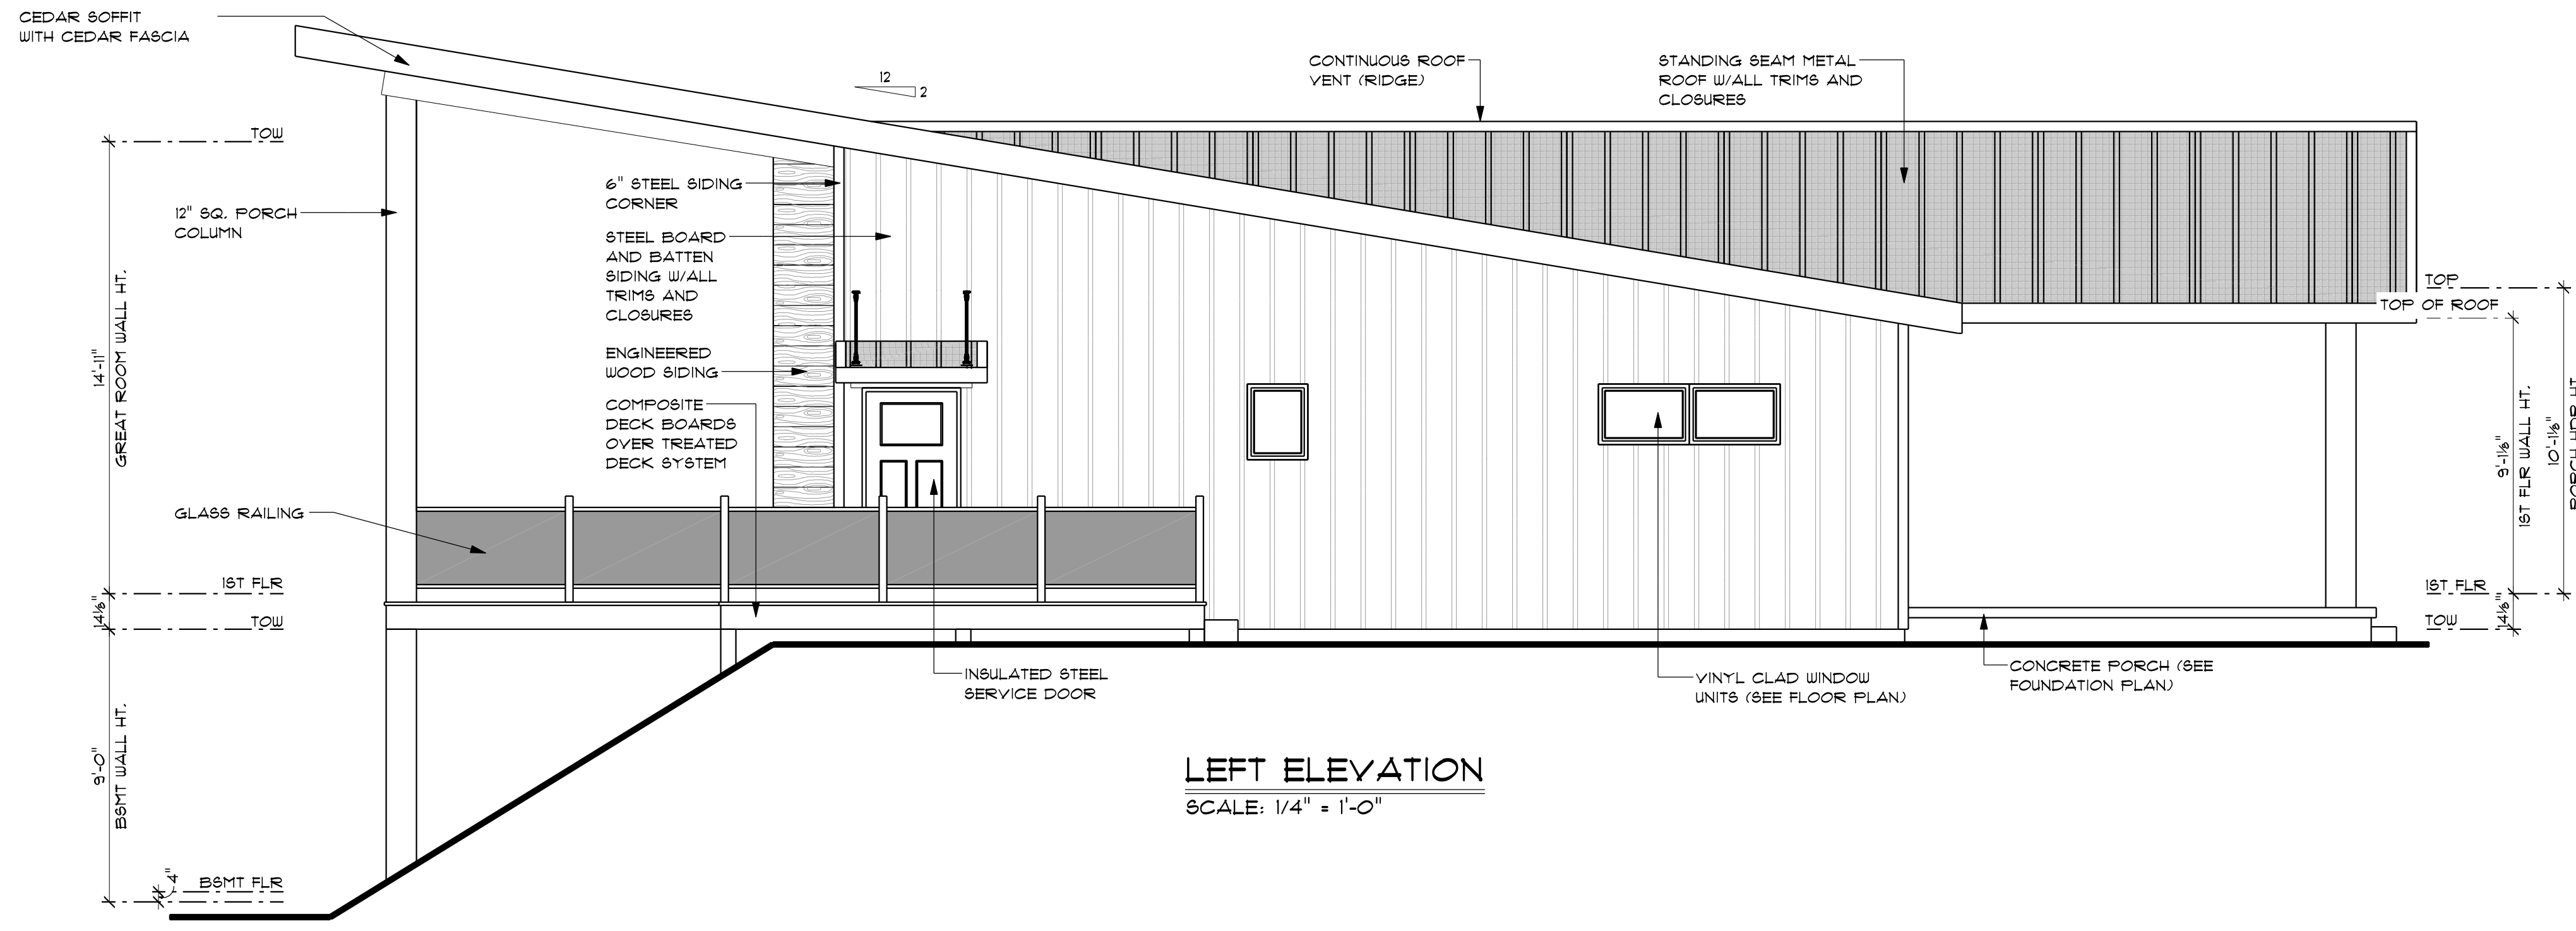 CEDAR SOFFIT
WITH CEDAR FASCIA
12
2
CONTINUOUS ROOF
VENT (RIDGE)
STANDING SEAM METAL
ROOF W/ALL TRIMS AND
CLOSURES
TOW
6" STEEL SIDING
CORNER
12" SQ. PORCH
COLUMN
STEEL BOARD
AND BATTEN
SIDING W/ALL
TRIMS AND
CLOSURES
ENGINEERED
WOOD SIDING
COMPOSITE
DECK BOARDS
OVER TREATED
DECK SYSTEM
14'-11"
GREAT ROOM WALL HT.
GLASS RAILING
1ST FLR
14⅛"
TOW
9'-0"
BSMT WALL HT.
4"
BSMT FLR
TOP
TOP OF ROOF
9'-1⅛"
1ST FLR WALL HT.
10'-1⅛"
PORCH HDR HT.
1ST FLR
14⅛"
TOW
INSULATED STEEL
SERVICE DOOR
VINYL CLAD WINDOW
UNITS (SEE FLOOR PLAN)
CONCRETE PORCH (SEE
FOUNDATION PLAN)
LEFT ELEVATION
SCALE: 1/4" = 1'-0"